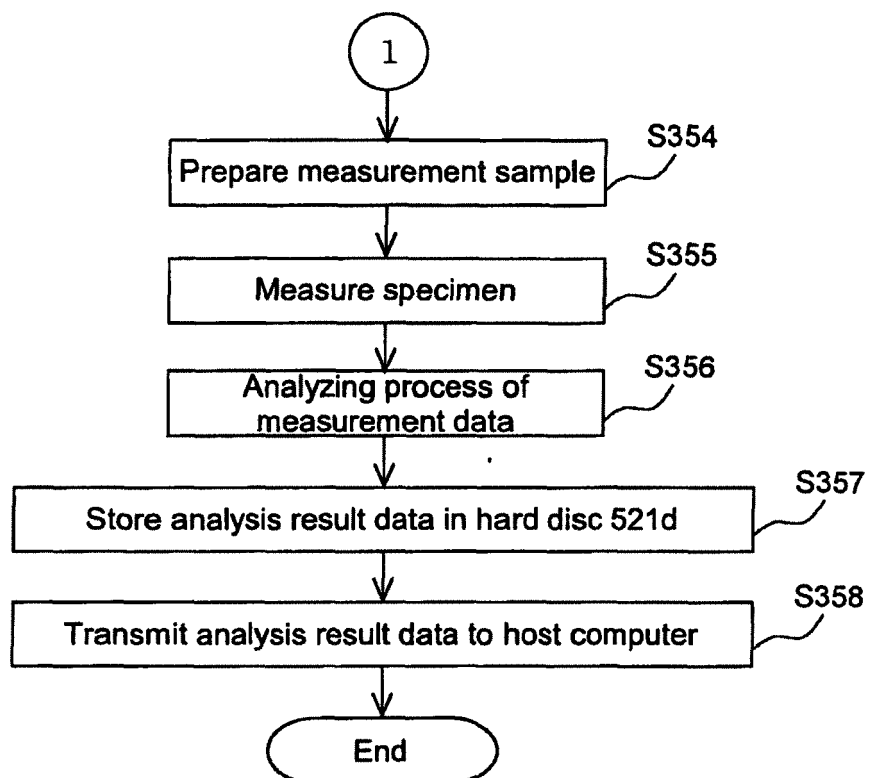 1
S354
Prepare measurement sample
S355
Measure specimen
S356
Analyzing process of
measurement data
S357
Store analysis result data in hard disc 521d
S358
Transmit analysis result data to host computer
End